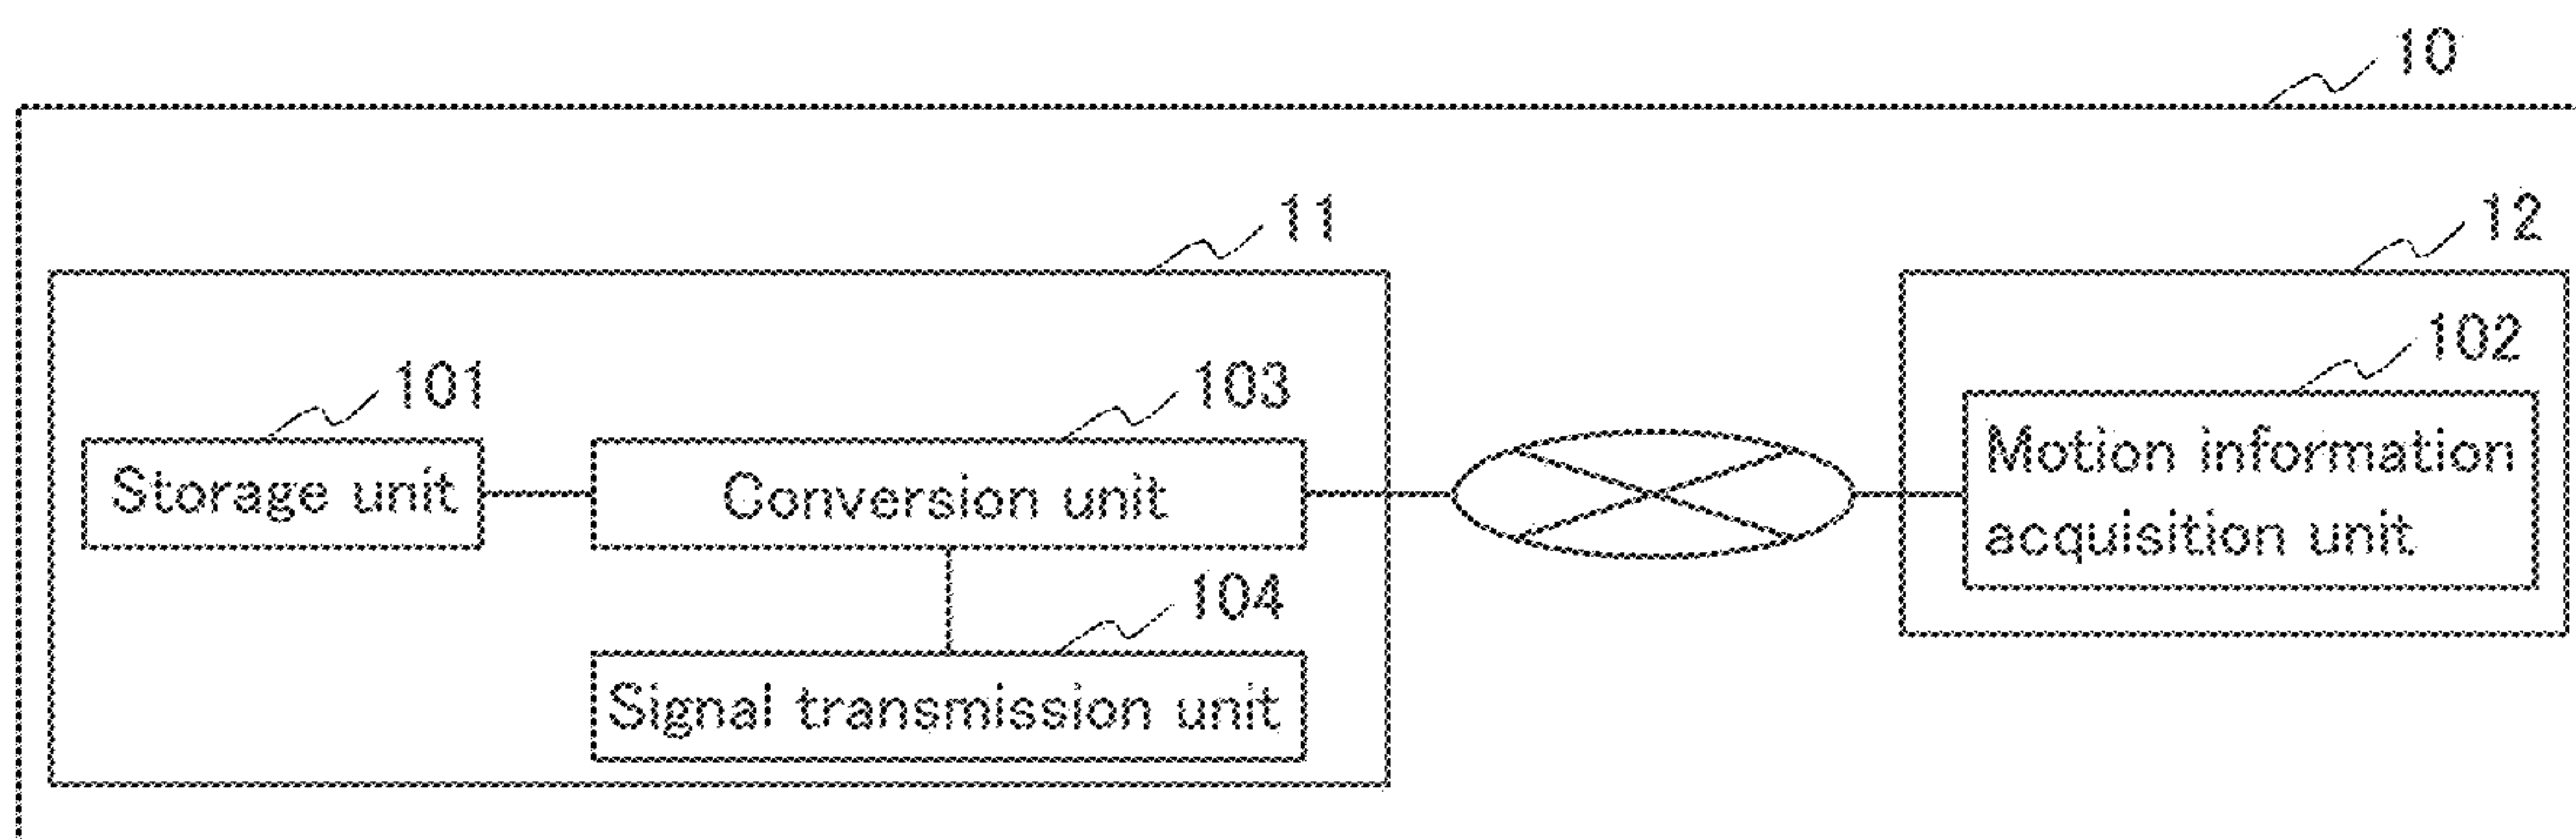 10
11
12
101
103
102
Storage unit
Conversion unit
Motion information
acquisition unit
104
Signal transmission unit